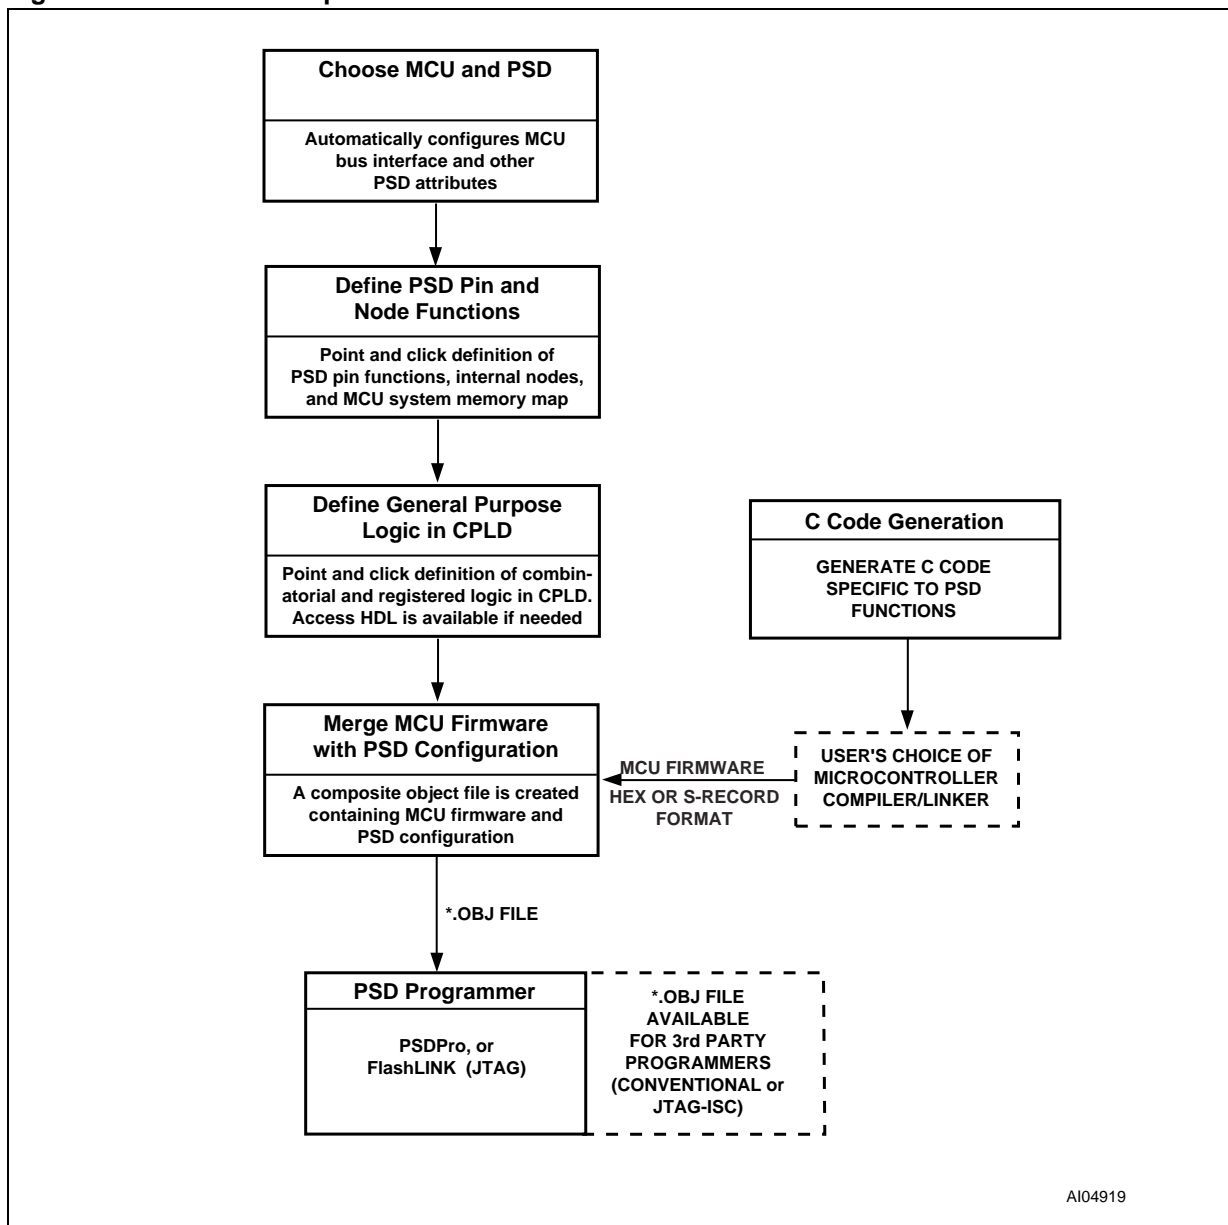 Choose MCU and PSD
Automatically configures MCU
bus interface and other
PSD attributes
Define PSD Pin and
Node Functions
Point and click definition of
PSD pin functions, internal nodes,
and MCU system memory map
Define General Purpose
Logic in CPLD
Point and click definition of combin-
atorial and registered logic in CPLD.
Access HDL is available if needed
C Code Generation
GENERATE C CODE
SPECIFIC TO PSD
FUNCTIONS
Merge MCU Firmware
with PSD Configuration
A composite object file is created
containing MCU firmware and
PSD configuration
MCU FIRMWARE
HEX OR S-RECORD
FORMAT
USER'S CHOICE OF
MICROCONTROLLER
COMPILER/LINKER
*.OBJ FILE
PSD Programmer
PSDPro, or
FlashLINK (JTAG)
*.OBJ FILE
AVAILABLE
FOR 3rd PARTY
PROGRAMMERS
(CONVENTIONAL or
JTAG-ISC)
AI04919